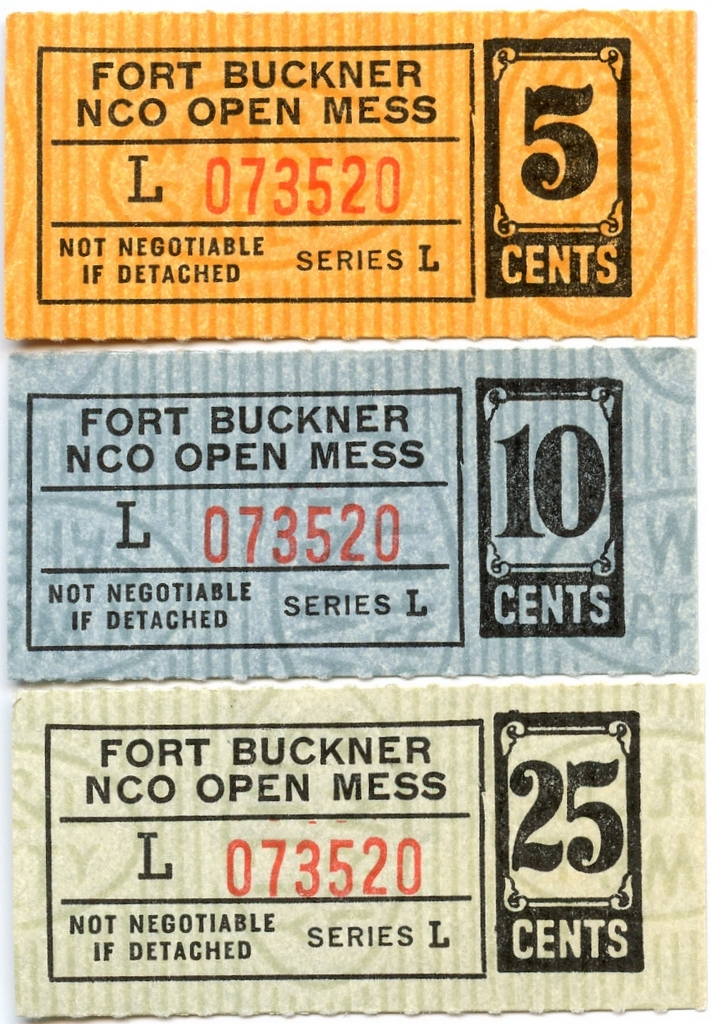 FORT BUCKNER
NCO OPEN MESS
L 073520
NOT NEGOTIABLE
IF DETACHED
SERIES L
5
CENTS
FORT BUCKNER
NCO OPEN MESS
L 073520
NOT NEGOTIABLE
IF DETACHED
SERIES L
10
CENTS
FORT BUCKNER
NCO OPEN MESS
L 073520
NOT NEGOTIABLE
IF DETACHED
SERIES L
25
CENTS